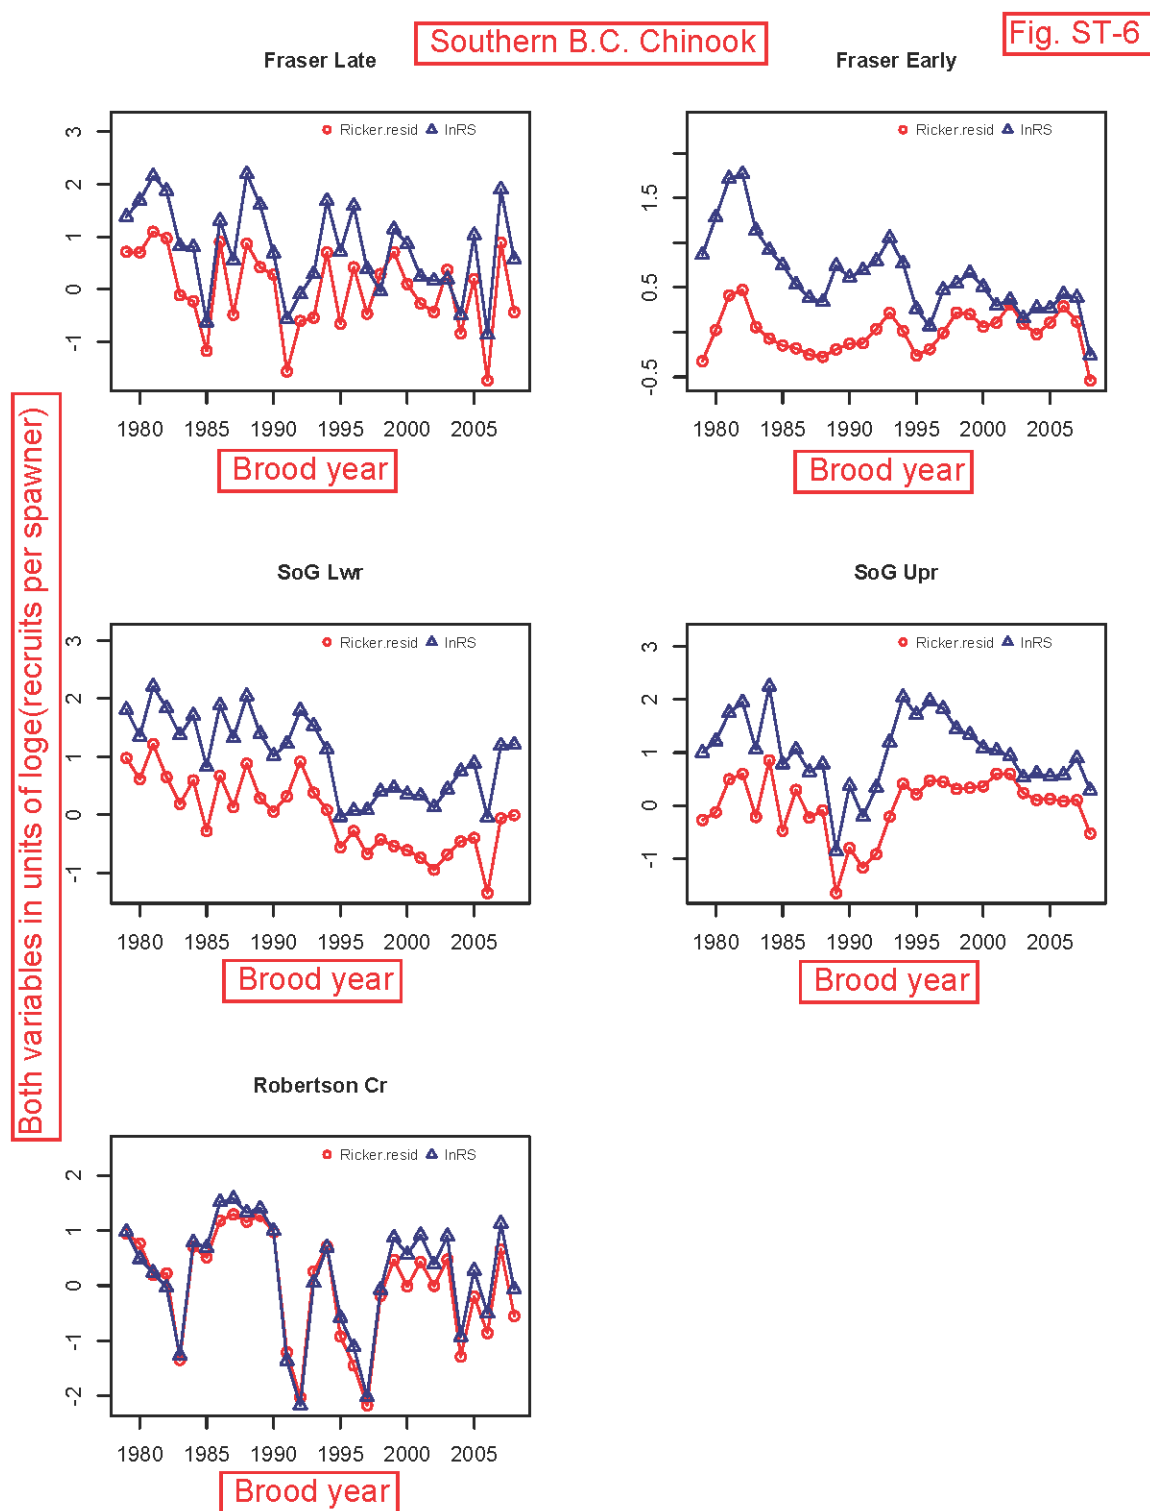 Southern B.C. Chinook
Fig. ST-6
Fraser Late
Fraser Early
Both variables in units of loge(recruits per spawner)
Ricker.resid lnRS
3
2
1
0
-1
1980 1985 1990 1995 2000 2005
Brood year
Ricker.resid lnRS
1.5
0.5
-0.5
1980 1985 1990 1995 2000 2005
Brood year
SoG Lwr
Ricker.resid lnRS
3
2
1
0
-1
1980 1985 1990 1995 2000 2005
Brood year
SoG Upr
Ricker.resid lnRS
3
2
1
0
-1
1980 1985 1990 1995 2000 2005
Brood year
Robertson Cr
Ricker.resid lnRS
2
1
0
-1
-2
1980 1985 1990 1995 2000 2005
Brood year